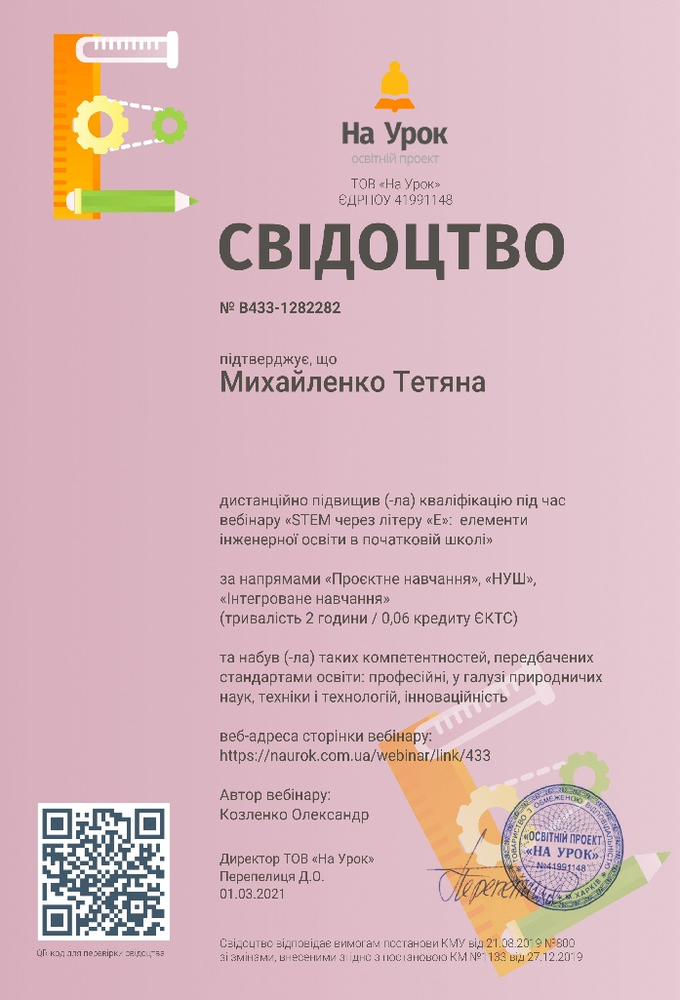 На Урок
освітній проект
ТОВ «На Урок»
ЄДРПОУ 41991148
СВІДОЦТВО
№ B433-1282282
підтверджує, що
Михайленко Тетяна
дистанційно підвищив (-ла) кваліфікацію під час
вебінару «STEM через літеру «Е»: елементи
інженерної освіти в початковій школі»
за напрямами «Проєктне навчання», «НУШ»,
«Інтегроване навчання»
(тривалість 2 години / 0,06 кредиту ЄКТС)
та набув (-ла) таких компетентностей, передбачених
стандартами освіти: професійні, у галузі природничих
наук, техніки і технологій, інноваційність
веб-адреса сторінки вебінару:
https://naurok.com.ua/webinar/link/433
Автор вебінару:
Козленко Олександр
Директор ТОВ «На Урок»
Перепелиця Д.О.
01.03.2021
ТОВАРИСТВО З ОБМЕЖЕНОЮ ВІДПОВІДАЛЬНІСТЮ
«ОСВІТНІЙ ПРОЕКТ
«НА УРОК»
№41991148
М.ХАРКІВ
QR-код для перевірки свідоцтва
Свідоцтво відповідає вимогам постанови КМУ від 21.08.2019 №800
зі змінами, внесеними згідно з постановою КМ №1133 від 27.12.2019